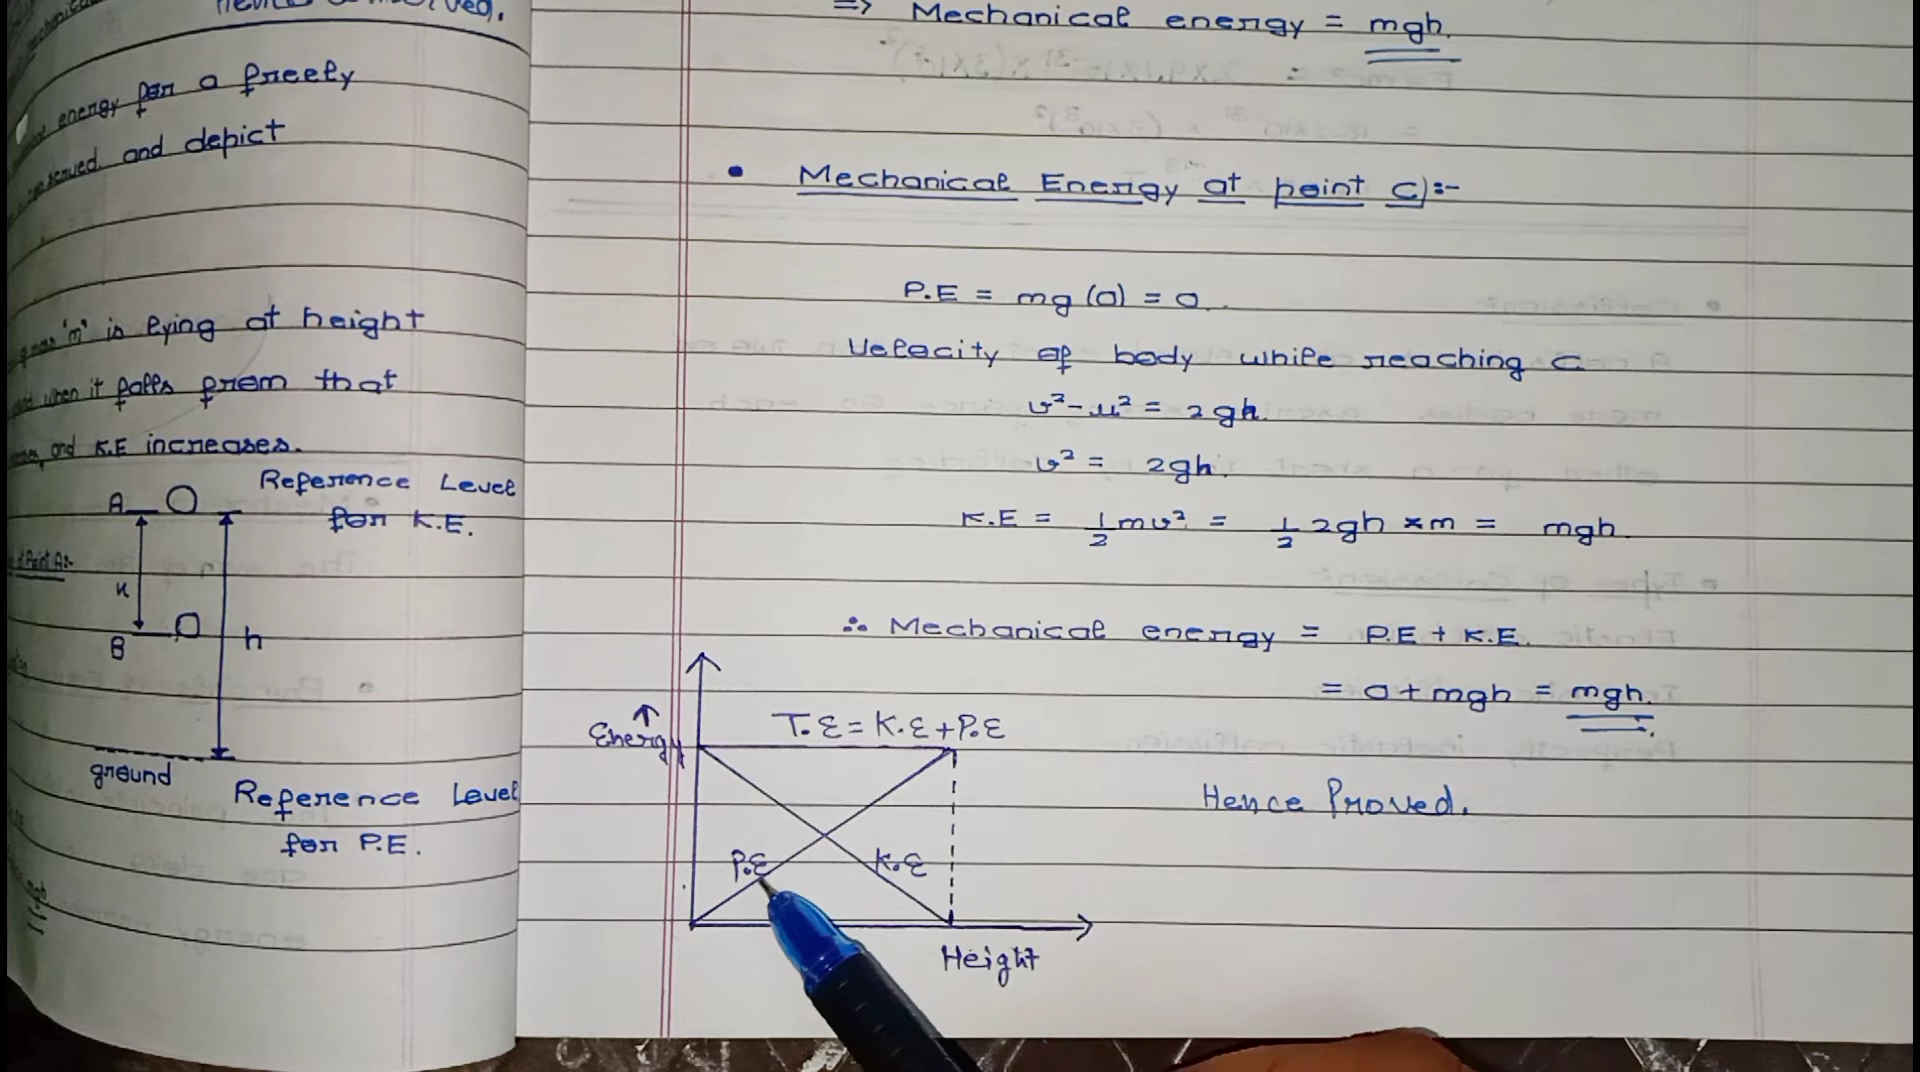 energy for a freely
and depict
'm' is lying at height
when it falls from that
and K.E increases.
A
Reference Level
for K.E.
at Point A:-
x
B
h
ground
Reference Level
for P.E.
mgh
=> Mechanical energy = mgh.
• Mechanical Energy at point C):-
P.E = mg (0) = 0.
Velocity of body while reaching C
v² - u² = 2gh.
v² = 2gh.
K.E = 1/2 mv² = 1/2 2gh × m = mgh.
∴ Mechanical energy = P.E + K.E.
= 0 + mgh = mgh.
Hence Proved.
Energy ↑
T.E = K.E + P.E
P.E
K.E
Height